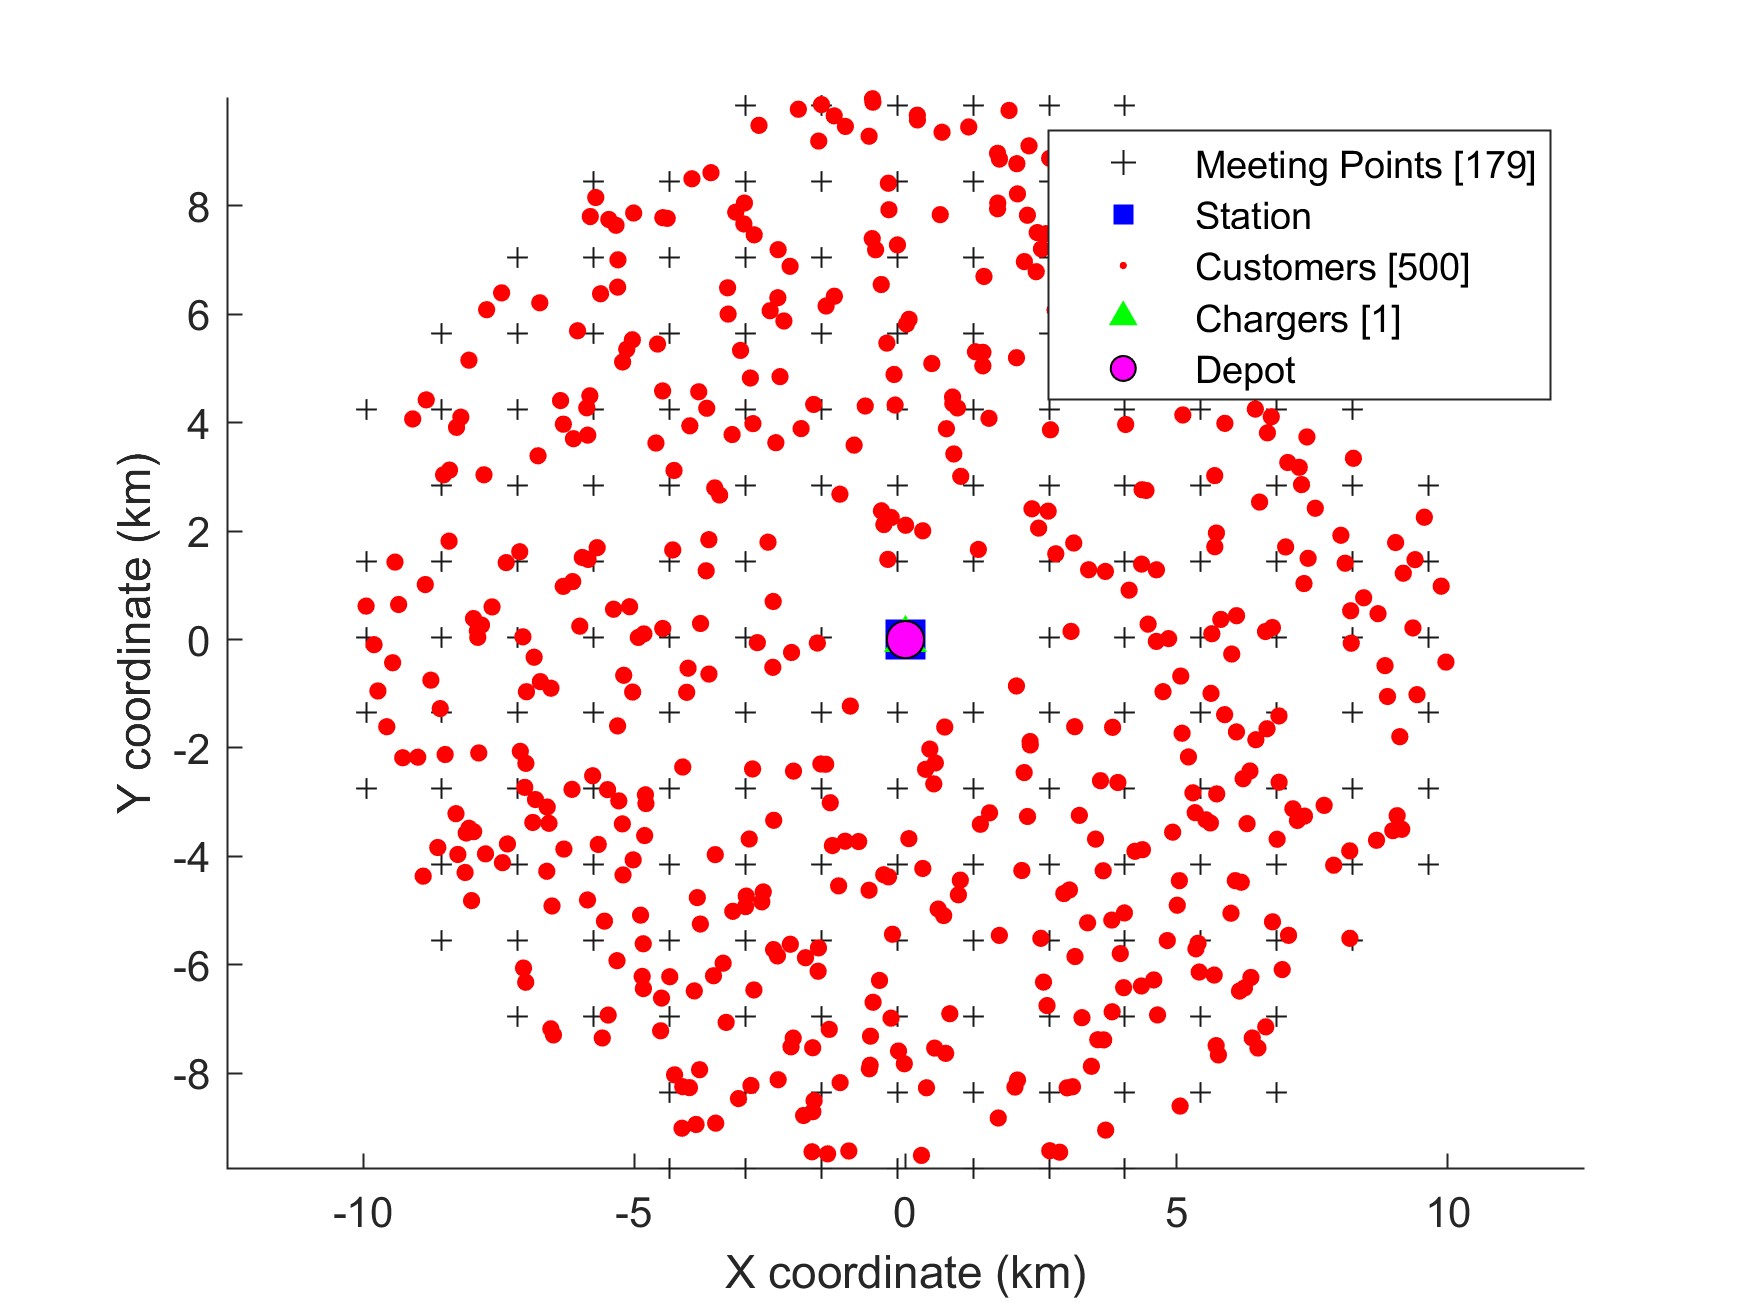 Meeting Points [179]
Station
Customers [500]
Chargers [1]
Depot
8
6
4
2
0
-2
-4
-6
-8
Y coordinate (km)
-10
-5
0
5
10
X coordinate (km)